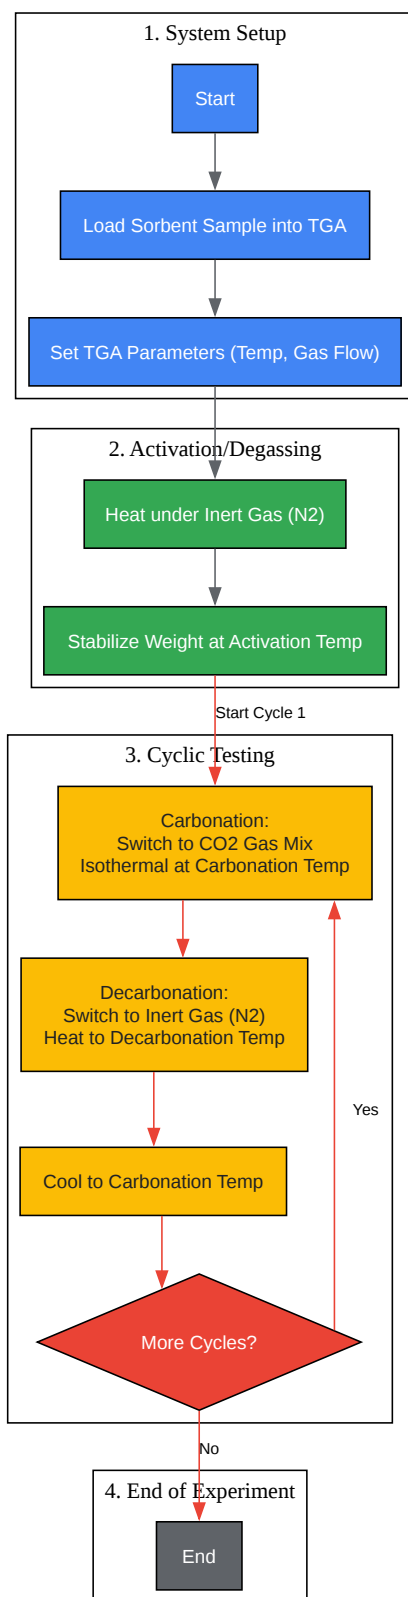 1. System Setup
Start
Load Sorbent Sample into TGA
Set TGA Parameters (Temp, Gas Flow)
2. Activation/Degassing
Heat under Inert Gas (N2)
Stabilize Weight at Activation Temp
Start Cycle 1
3. Cyclic Testing
Carbonation:
Switch to CO2 Gas Mix
Isothermal at Carbonation Temp
Decarbonation:
Switch to Inert Gas (N2)
Heat to Decarbonation Temp
Yes
Cool to Carbonation Temp
More Cycles?
No
4. End of Experiment
End